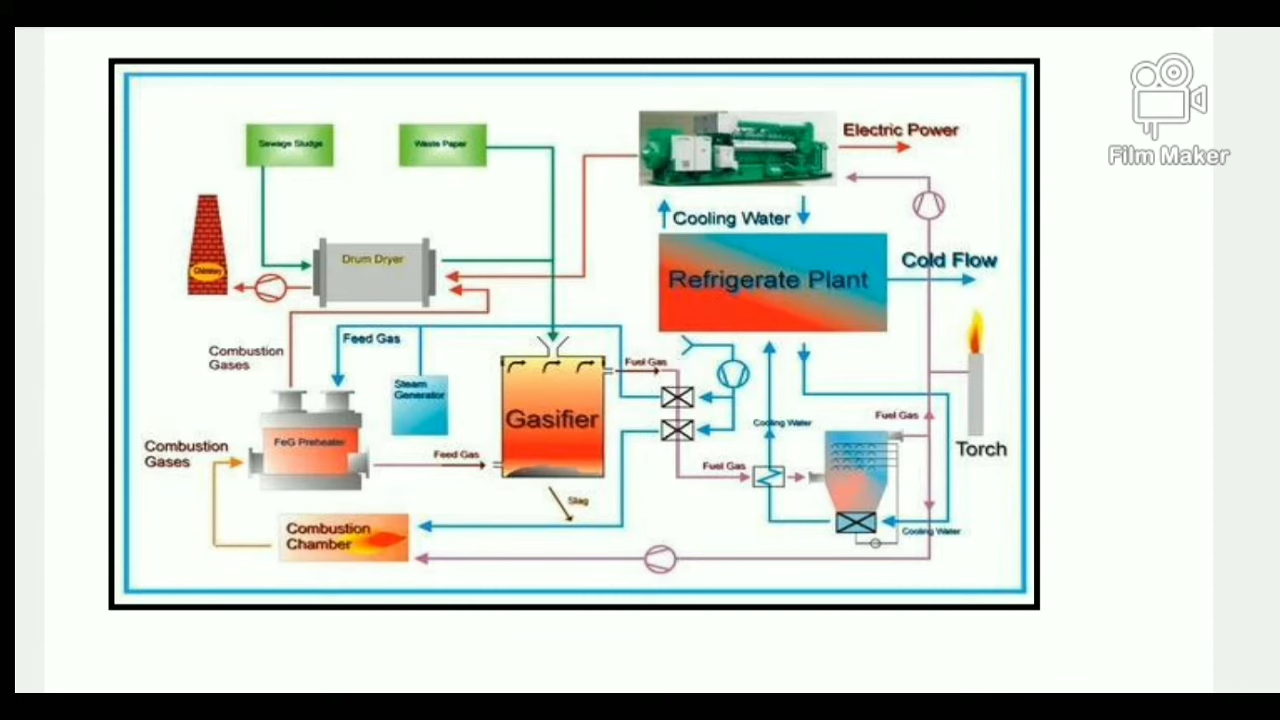 Film Maker
Sewage Sludge
Waste Paper
Electric Power
Cooling Water
Chimney
Drum Dryer
Refrigerate Plant
Cold Flow
Feed Gas
Combustion
Gases
Fuel Gas
Steam
Generator
Gasifier
Cooling Water
Fuel Gas
FeG Preheater
Combustion
Gases
Feed Gas
Fuel Gas
Torch
Slag
Combustion
Chamber
Cooling Water